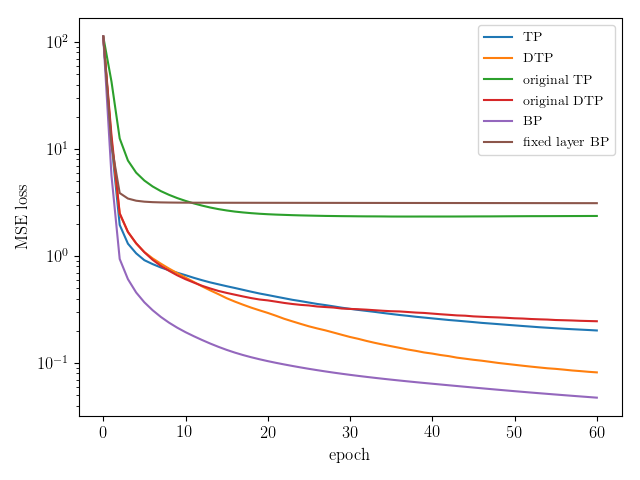 TP
DTP
original TP
original DTP
BP
fixed layer BP
MSE loss
10²
10¹
10⁰
10⁻¹
0 10 20 30 40 50 60
epoch